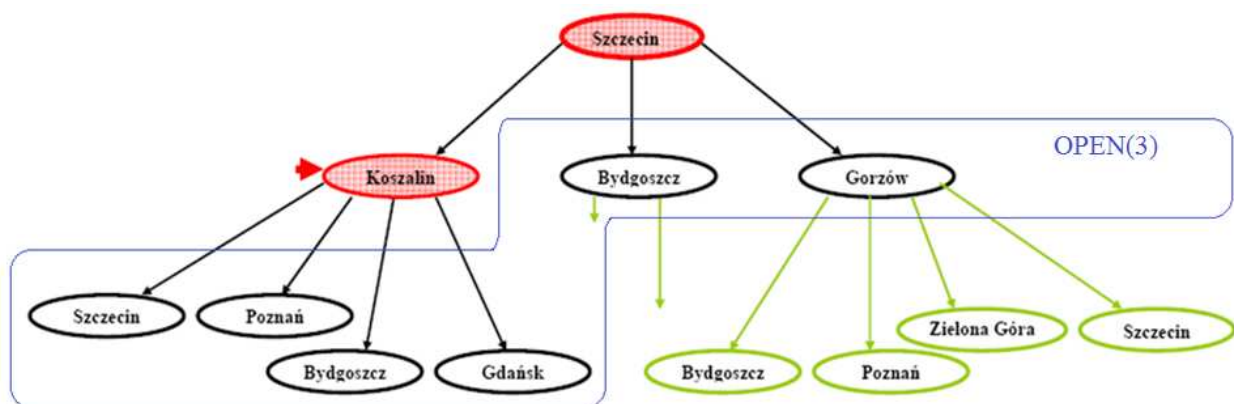 Szczecin
OPEN(3)
Koszalin
Bydgoszcz
Gorzów
Szczecin
Poznań
Zielona Góra
Szczecin
Bydgoszcz
Gdańsk
Bydgoszcz
Poznań